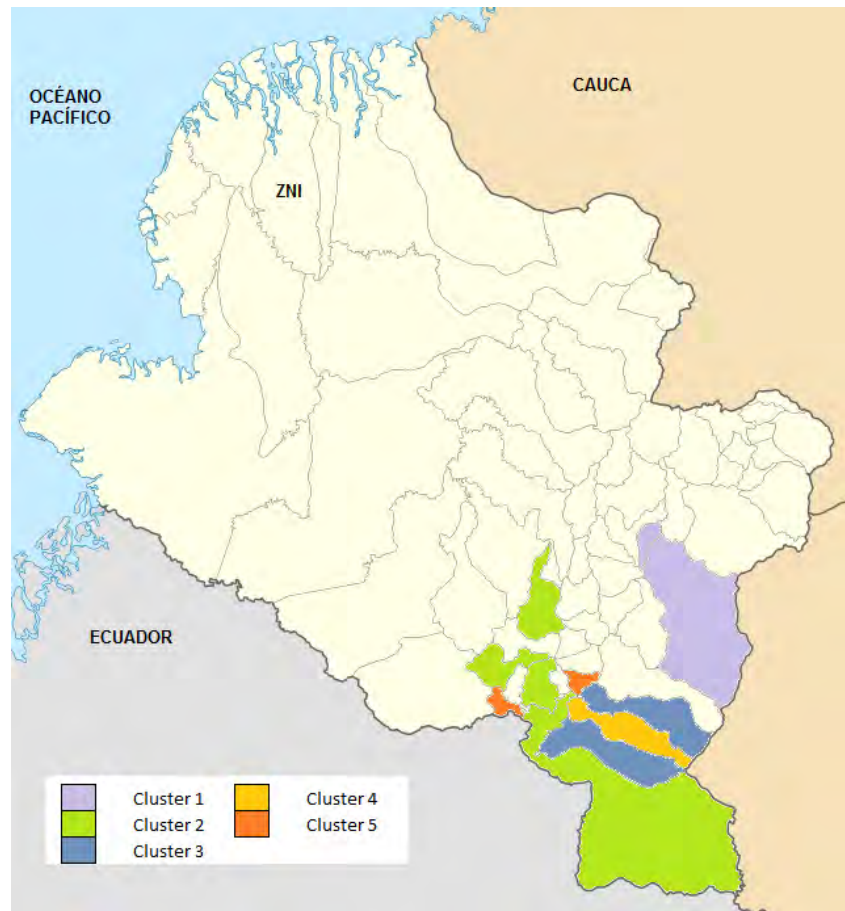 OCÉANO
PACÍFICO
CAUCA
ZNI
ECUADOR
Cluster 1
Cluster 4
Cluster 2
Cluster 5
Cluster 3